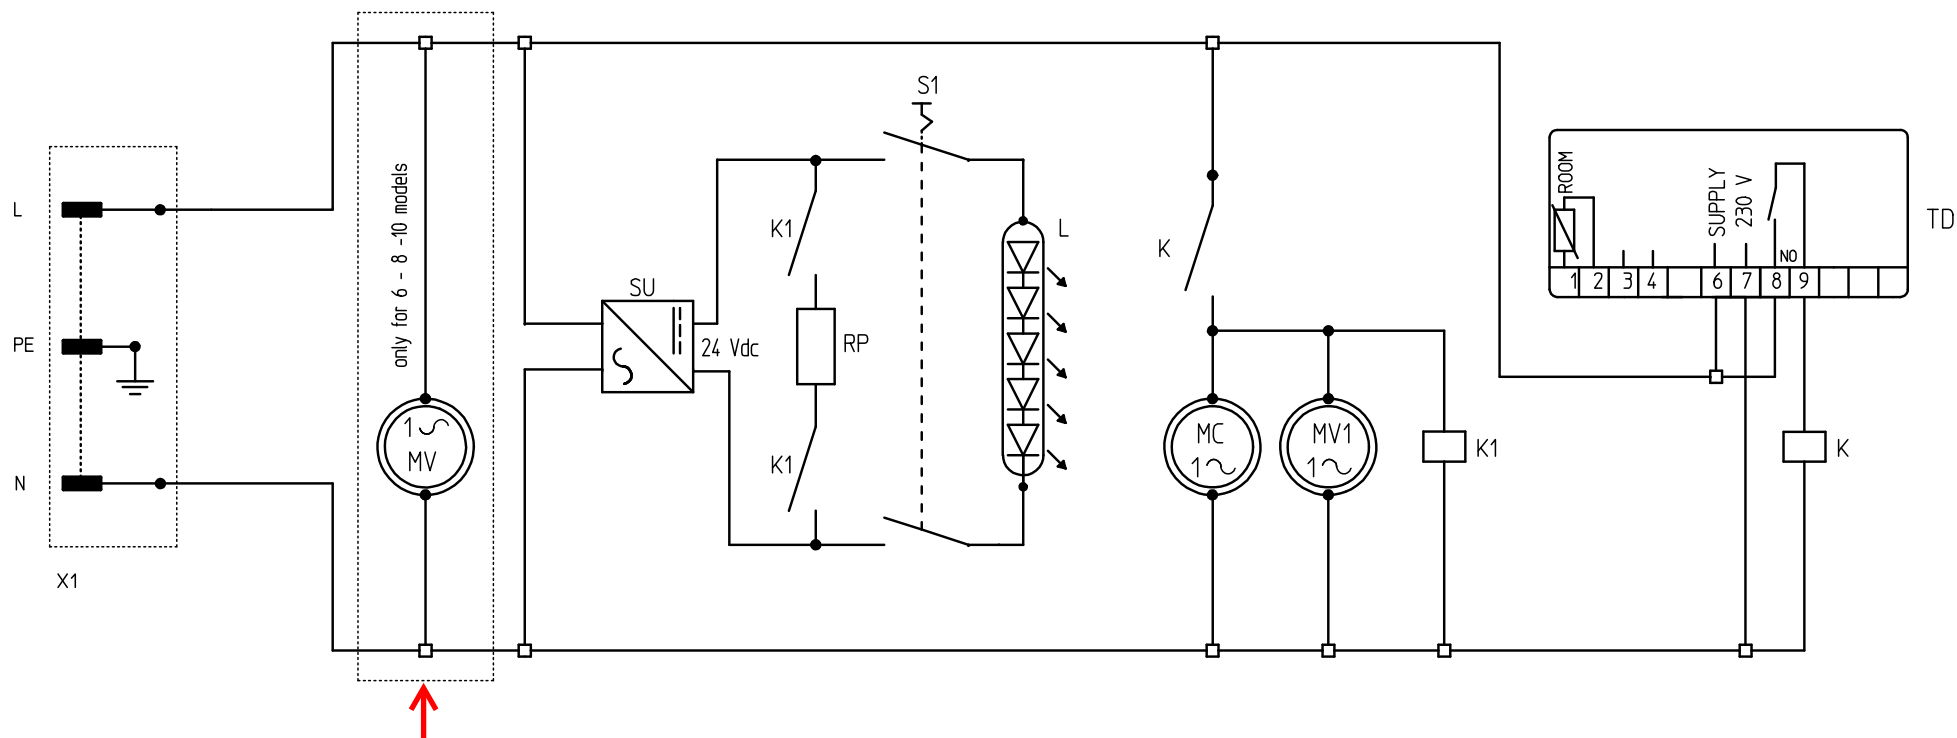 S1
ROOM
SUPPLY
230 V
TD
L
only for 6 - 8 -10 models
K1
L
K
NO
1 2 3 4 6 7 8 9
SU
PE
24 Vdc
RP
1
MV
MC
1
MV1
1
K1
K
K1
N
X1